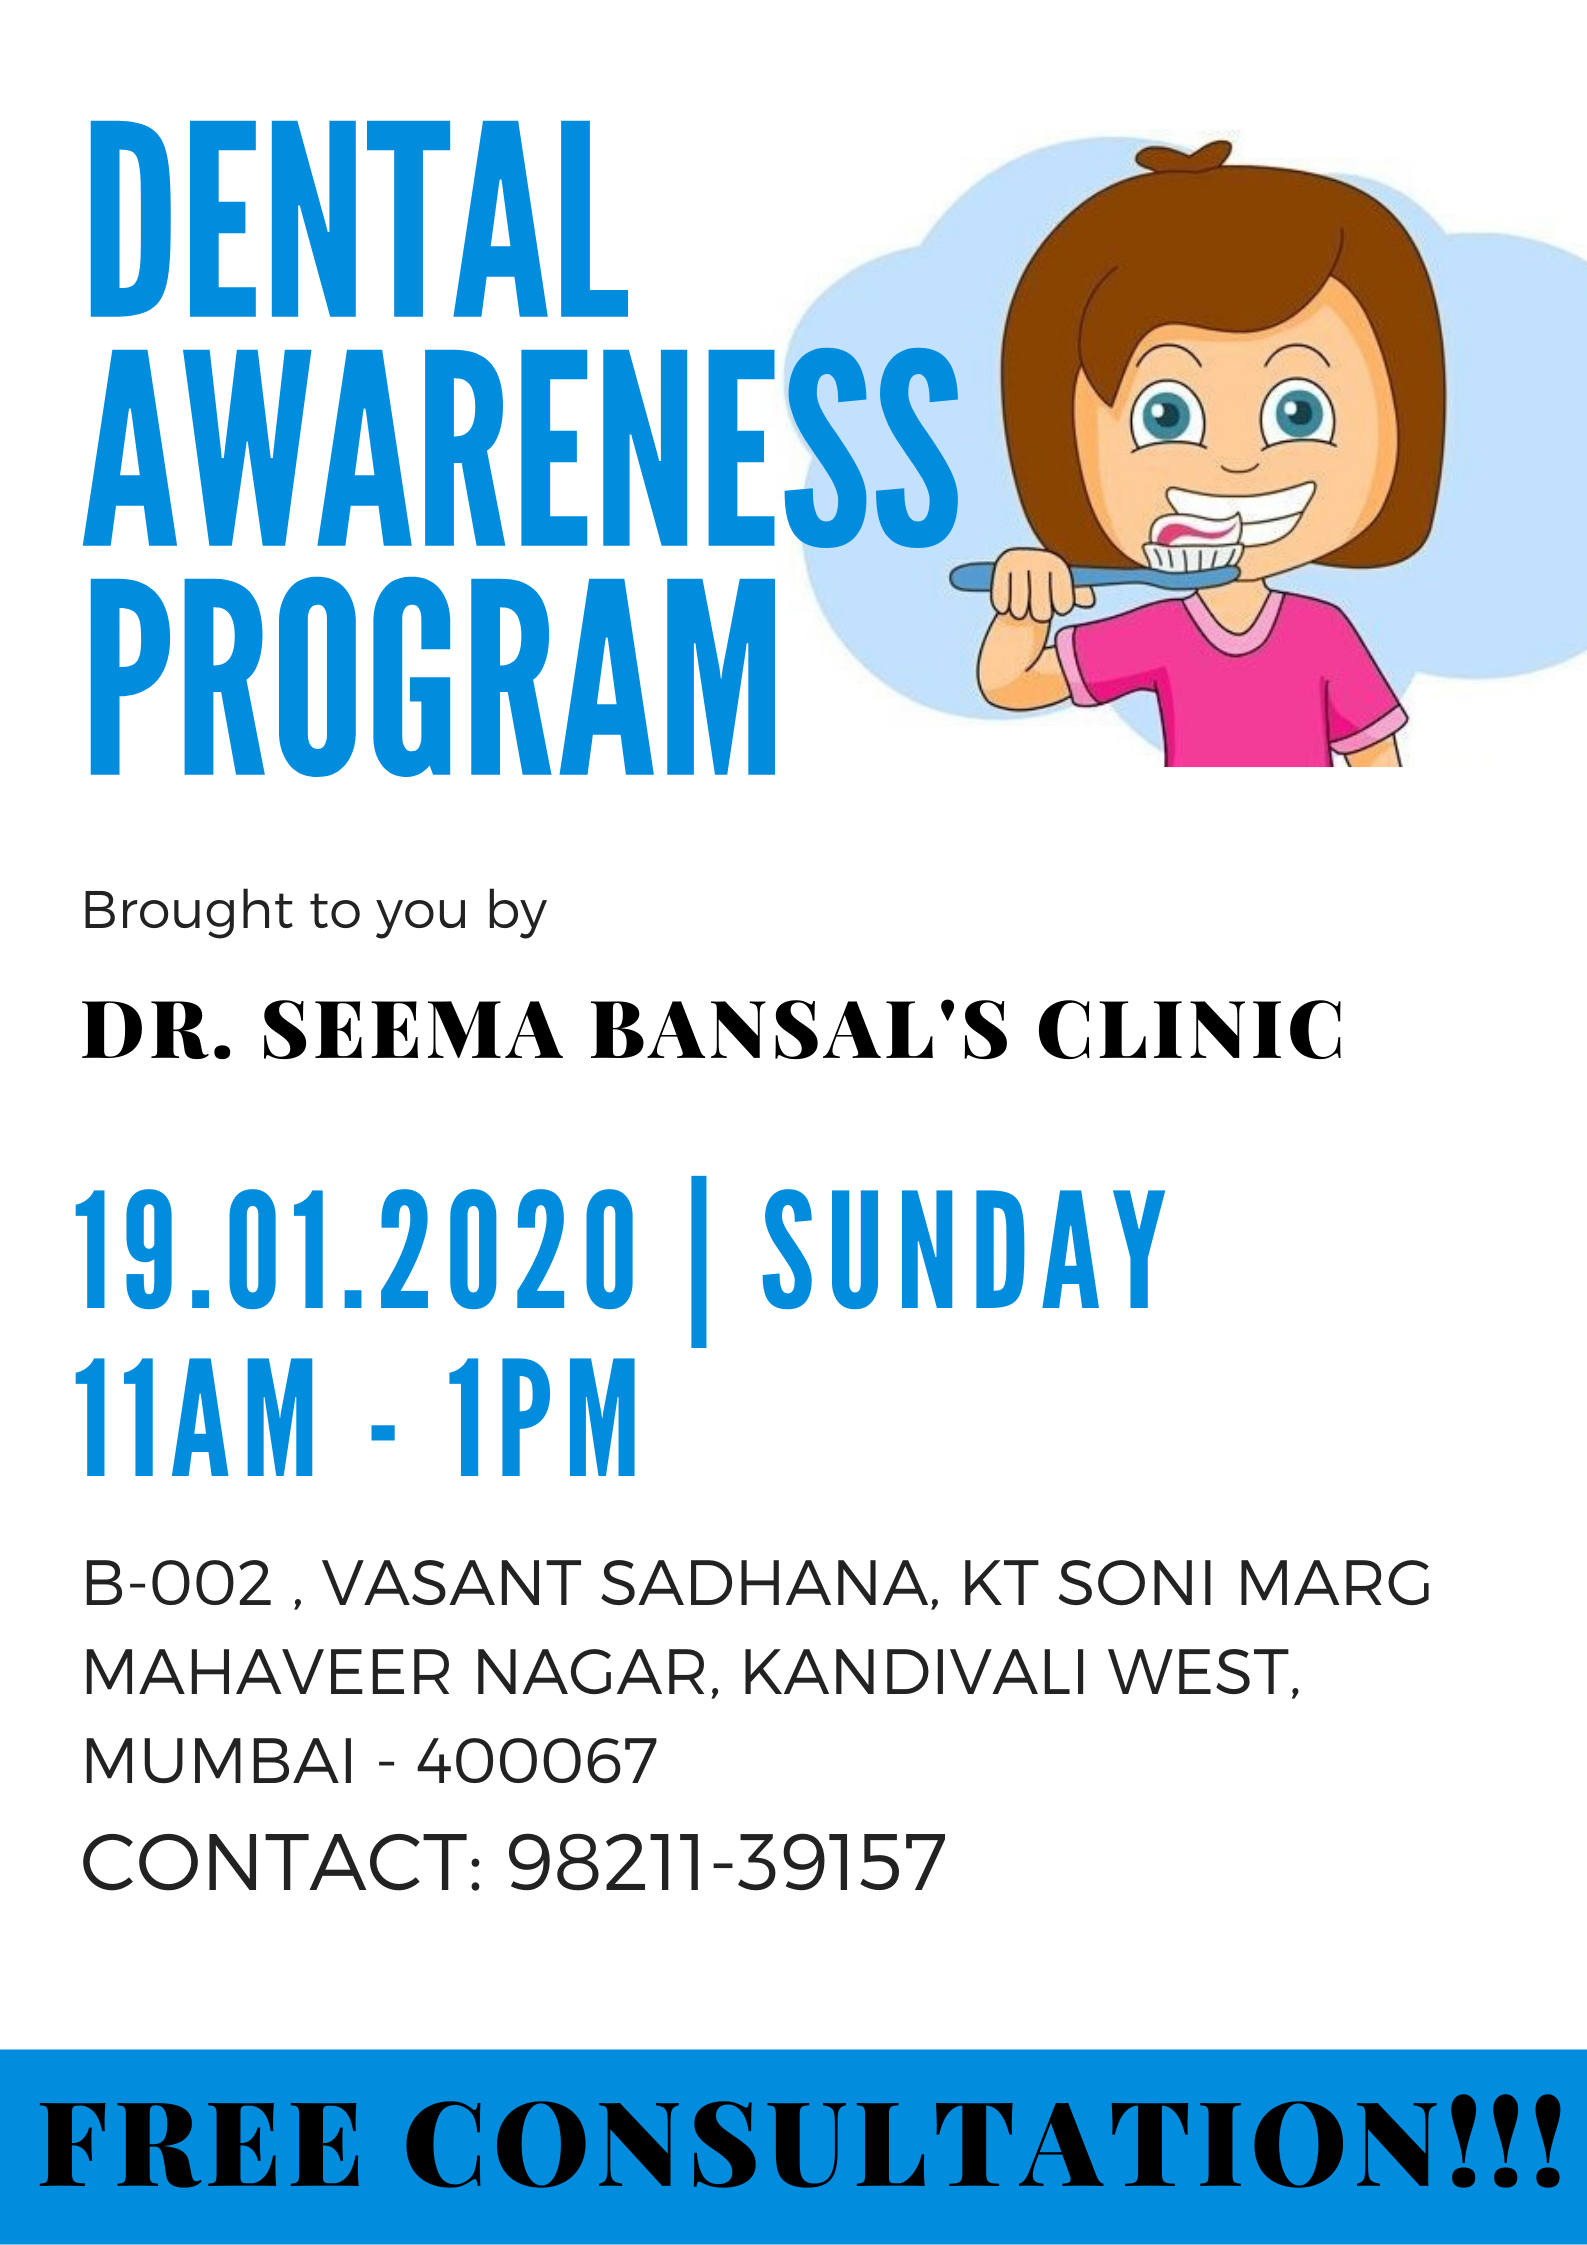 DENTAL
AWARENESS
PROGRAM
Brought to you by
DR. SEEMA BANSAL'S CLINIC
19.01.2020 | SUNDAY
11AM - 1PM
B-002 , VASANT SADHANA, KT SONI MARG
MAHAVEER NAGAR, KANDIVALI WEST,
MUMBAI - 400067
CONTACT: 98211-39157
FREE CONSULTATION!!!